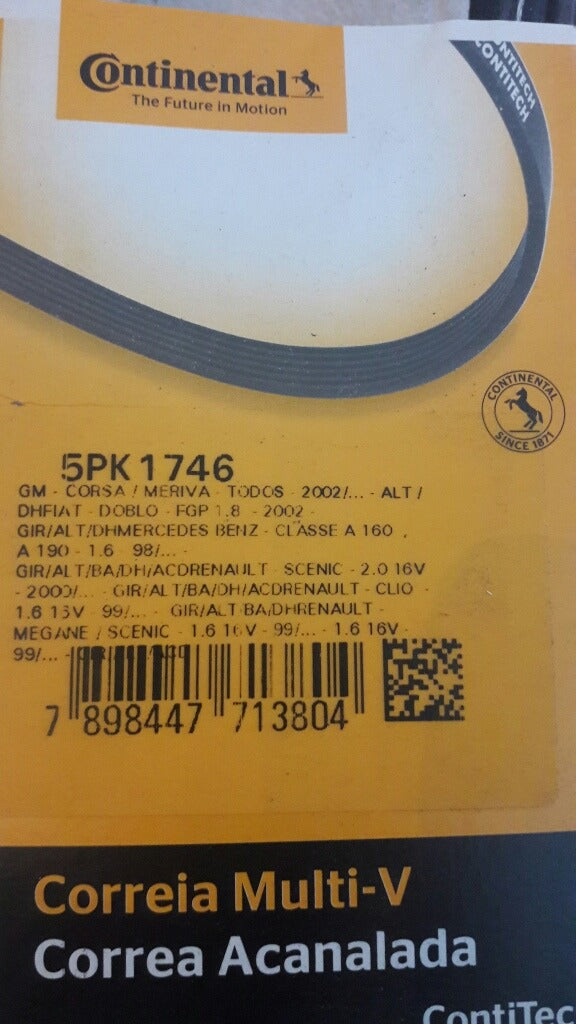 Continental
The Future in Motion
CONTITECH
CONTITECH
CONTINENTAL
SINCE 1871
5PK1746
GM - CORSA / MERIVA - TODOS - 2002/... - ALT /
DHFIAT - DOBLO - FGP 1.8 - 2002 -
GIR/ALT/DHMERCEDES BENZ - CLASSE A 160 ,
A 190 - 1.6 - 98/... -
GIR/ALT/BA/DH/ACDRENAULT - SCENIC - 2.0 16V
- 2000/... - GIR/ALT/BA/DH/ACDRENAULT - CLIO -
1.6 16V - 99/... - GIR/ALT/BA/DHRENAULT -
MEGANE / SCENIC - 1.6 16V - 99/... - 1.6 16V -
99/... -
7 898447 713804
Correia Multi-V
Correa Acanalada
ContiTec